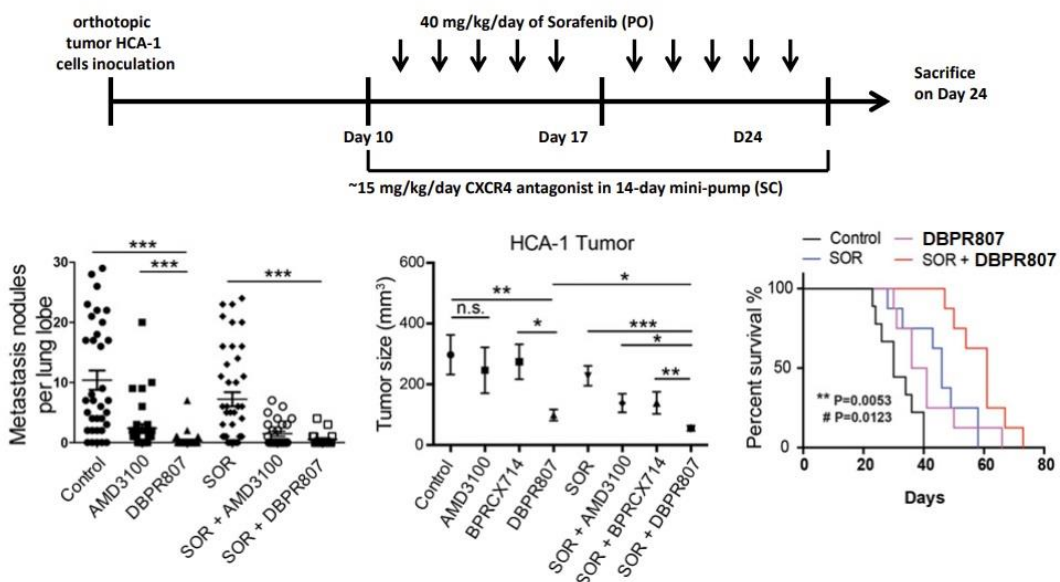 orthotopic
tumor HCA-1
cells inoculation
40 mg/kg/day of Sorafenib (PO)
Sacrifice
on Day 24
Day 10
Day 17
D24
~15 mg/kg/day CXCR4 antagonist in 14-day mini-pump (SC)
Metastasis nodules
per lung lobe
30
20
10
0
***
***
***
Control
AMD3100
DBPR807
SOR
SOR + AMD3100
SOR + DBPR807
HCA-1 Tumor
Tumor size (mm³)
600
400
200
0
**
n.s.
*
*
***
*
**
Control
AMD3100
BPRCX714
DBPR807
SOR
SOR + AMD3100
SOR + BPRCX714
SOR + DBPR807
Control
DBPR807
SOR
SOR + DBPR807
Percent survival %
100
50
0
** P=0.0053
# P=0.0123
0
20
40
60
80
Days